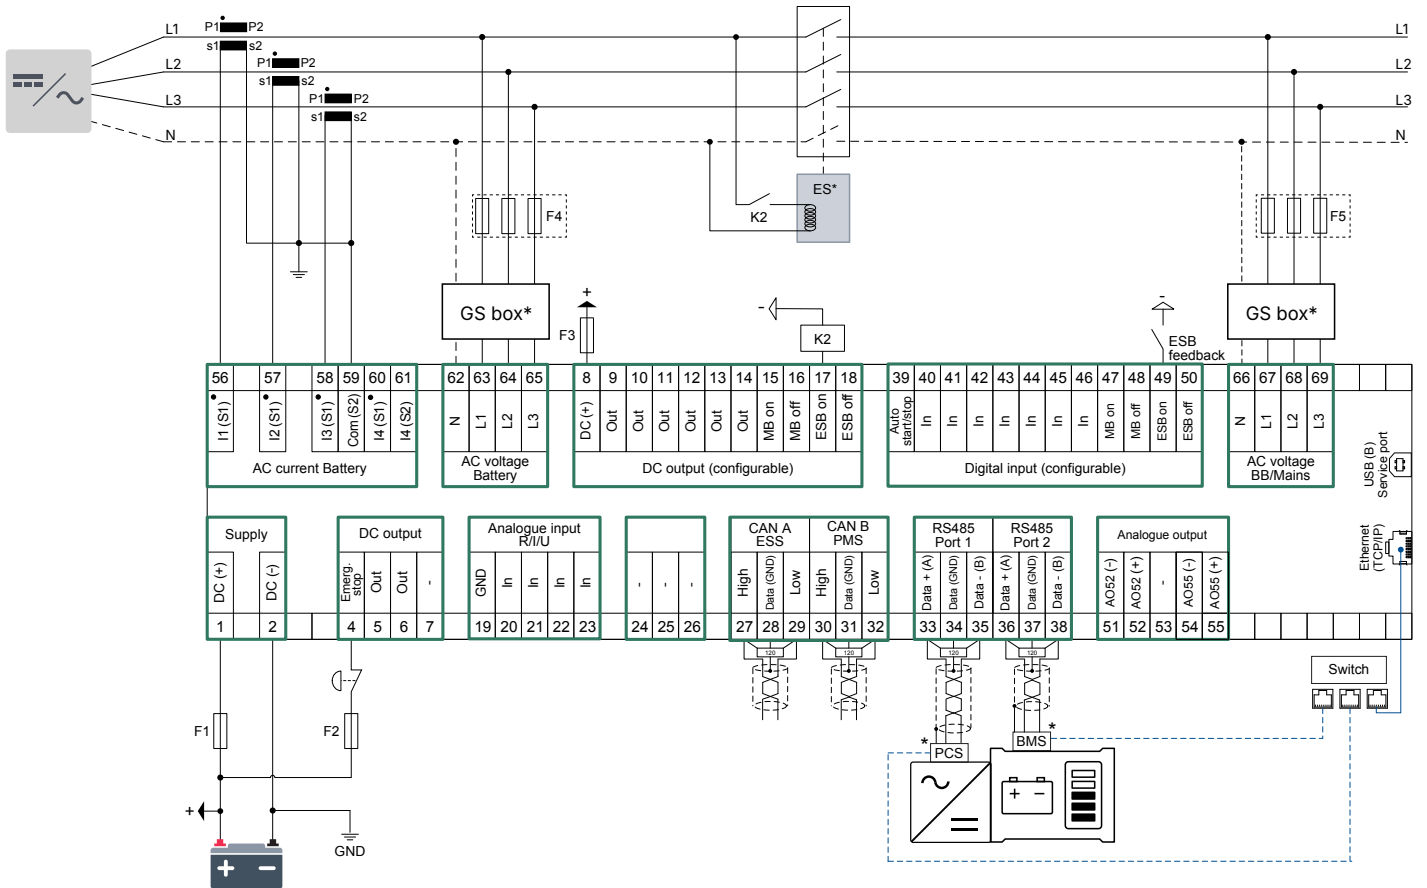 L1
P1 P2
s1 s2
L1
L2
P1 P2
s1 s2
L2
L3
P1 P2
s1 s2
L3
N
N
ES*
K2
F4
F5
GS box*
GS box*
+
F3
-
K2
-
ESB
feedback
56 57 58 59 60 61
I1 (S1)
I2 (S1)
I3 (S1)
Com (S2)
I4 (S1)
I4 (S2)
AC current Battery
62 63 64 65
N
L1
L2
L3
AC voltage
Battery
8 9 10 11 12 13 14 15 16 17 18
DC (+)
Out
Out
Out
Out
Out
Out
MB on
MB off
ESB on
ESB off
DC output (configurable)
39 40 41 42 43 44 45 46 47 48 49 50
Auto
start/stop
In
In
In
In
In
In
In
MB on
MB off
ESB on
ESB off
Digital input (configurable)
66 67 68 69
N
L1
L2
L3
AC voltage
BB/Mains
USB (B)
Service port
Ethernet
(TCP/IP)
Supply
DC (+)
DC (-)
1 2
DC output
Emerg.
stop
Out
Out
-
4 5 6 7
Analogue input
R/I/U
GND
In
In
In
In
19 20 21 22 23
-
-
-
24 25 26
CAN A
ESS
High
Data (GND)
Low
27 28 29
CAN B
PMS
High
Data (GND)
Low
30 31 32
RS485
Port 1
Data + (A)
Data (GND)
Data - (B)
33 34 35
RS485
Port 2
Data + (A)
Data (GND)
Data - (B)
36 37 38
Analogue output
AO52 (-)
AO52 (+)
-
AO55 (-)
AO55 (+)
51 52 53 54 55
120
120
120
120
Switch
F1
F2
*
PCS
BMS
*
+ -
+
GND
+ -